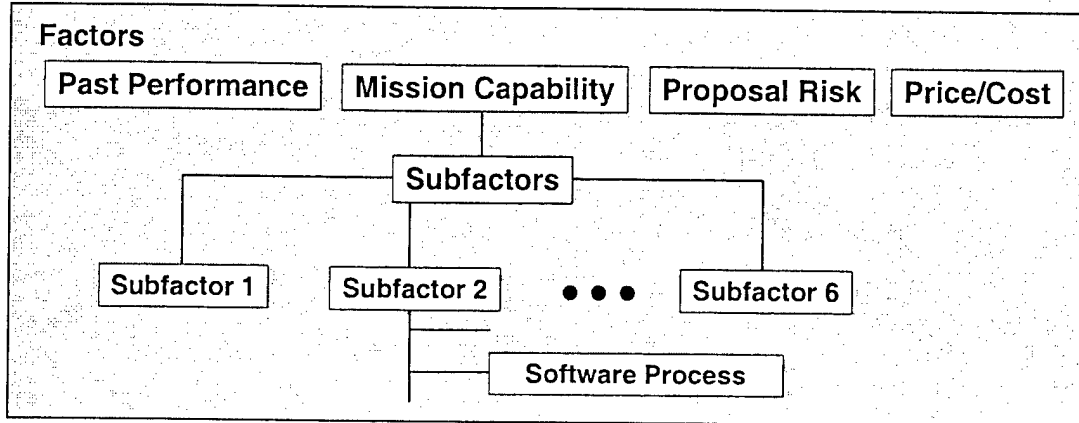 Factors
Past Performance Mission Capability Proposal Risk Price/Cost
Subfactors
Subfactor 1 Subfactor 2 ● ● ● Subfactor 6
Software Process